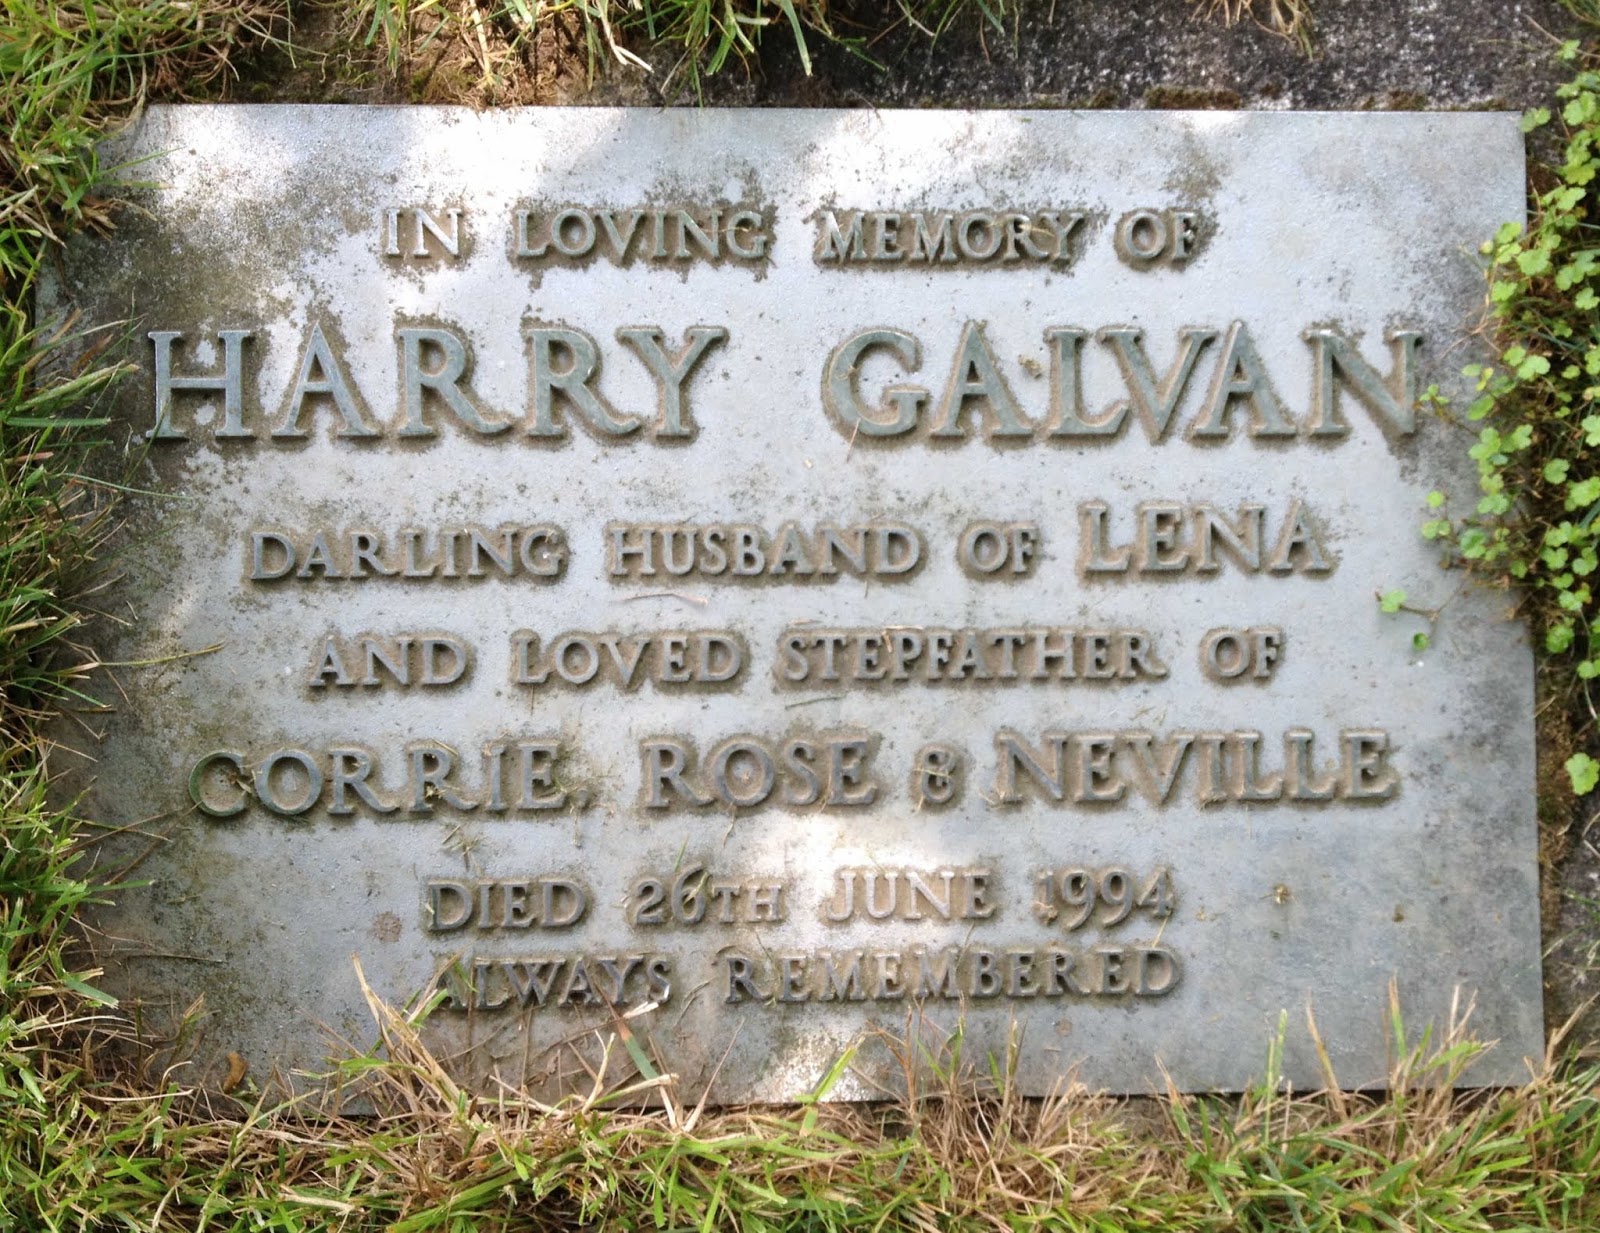 IN LOVING MEMORY OF
HARRY GALVAN
DARLING HUSBAND OF LENA
AND LOVED STEPFATHER OF
CORRIE, ROSE & NEVILLE
DIED 26TH JUNE 1994
ALWAYS REMEMBERED